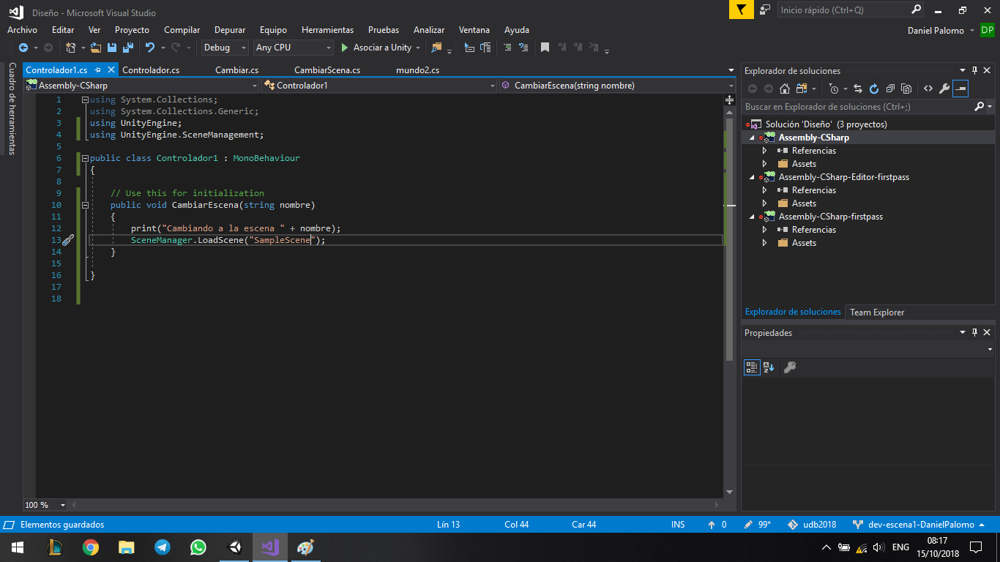 Diseño - Microsoft Visual Studio
Inicio rápido (Ctrl+Q)
Archivo Editar Ver Proyecto Compilar Depurar Equipo Herramientas Pruebas Analizar Ventana Ayuda
Daniel Palomo DP
Debug Any CPU Asociar a Unity
Cuadro de herramientas
Controlador1.cs Controlador.cs Cambiar.cs CambiarScena.cs mundo2.cs
Assembly-CSharp Controlador1 CambiarEscena(string nombre)
1 using System.Collections;
2 using System.Collections.Generic;
3 using UnityEngine;
4 using UnityEngine.SceneManagement;
5
6 public class Controlador1 : MonoBehaviour
7 {
8
9 // Use this for initialization
10 public void CambiarEscena(string nombre)
11 {
12 print("Cambiando a la escena " + nombre);
13 SceneManager.LoadScene("SampleScene");
14 }
15
16 }
17
18
100 %
Explorador de soluciones
Buscar en Explorador de soluciones (Ctrl+;)
Solución 'Diseño' (3 proyectos)
Assembly-CSharp
Referencias
Assets
Assembly-CSharp-Editor-firstpass
Referencias
Assets
Assembly-CSharp-firstpass
Referencias
Assets
Explorador de soluciones Team Explorer
Propiedades
Elementos guardados Lín 13 Col 44 Car 44 INS 0 99* udb2018 dev-escena1-DanielPalomo
ENG 08:17
15/10/2018